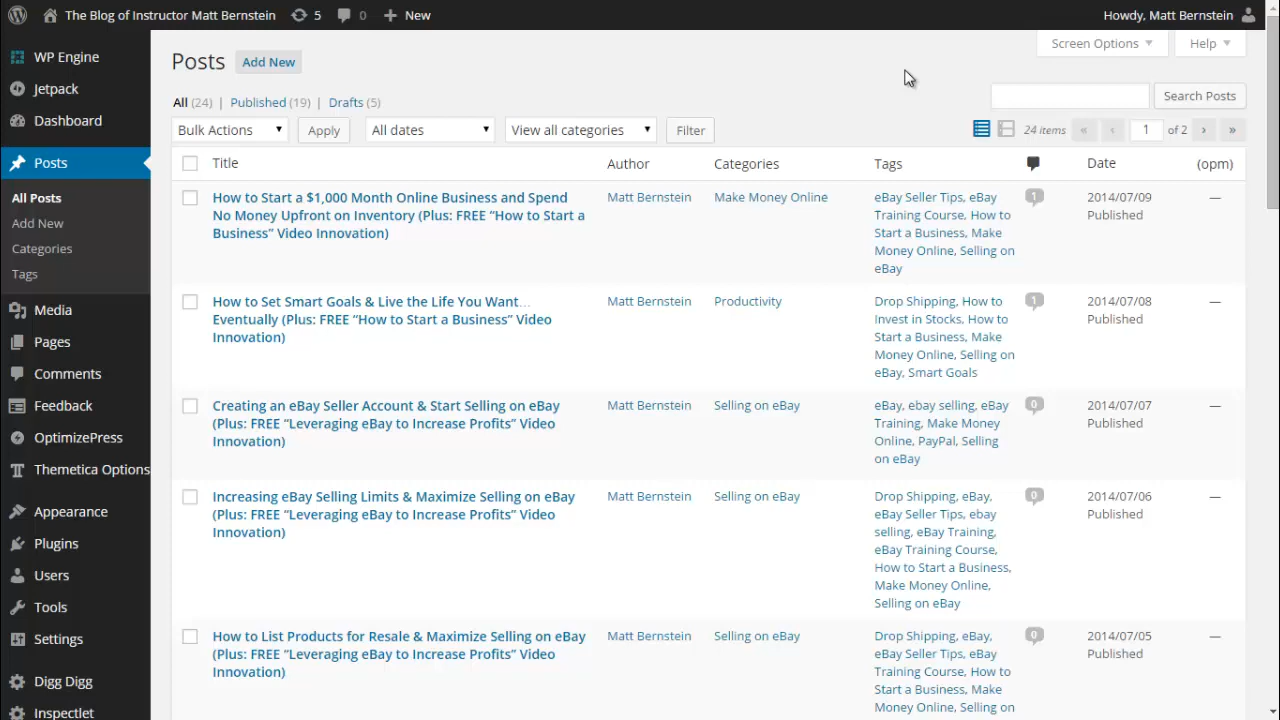 The Blog of Instructor Matt Bernstein 5 0 New Howdy, Matt Bernstein
WP Engine
Jetpack
Dashboard
Posts
All Posts
Add New
Categories
Tags
Media
Pages
Comments
Feedback
OptimizePress
Themetica Options
Appearance
Plugins
Users
Tools
Settings
Digg Digg
Inspectlet
Screen Options Help
Posts Add New
All (24) | Published (19) | Drafts (5)
Search Posts
Bulk Actions Apply All dates View all categories Filter 24 items « ‹ 1 of 2 › »
Title Author Categories Tags Date (opm)
How to Start a $1,000 Month Online Business and Spend
No Money Upfront on Inventory (Plus: FREE “How to Start a
Business” Video Innovation)
Matt Bernstein
Make Money Online
eBay Seller Tips, eBay
Training Course, How to
Start a Business, Make
Money Online, Selling on
eBay
1
2014/07/09
Published
—
How to Set Smart Goals & Live the Life You Want…
Eventually (Plus: FREE “How to Start a Business” Video
Innovation)
Matt Bernstein
Productivity
Drop Shipping, How to
Invest in Stocks, How to
Start a Business, Make
Money Online, Selling on
eBay, Smart Goals
1
2014/07/08
Published
—
Creating an eBay Seller Account & Start Selling on eBay
(Plus: FREE “Leveraging eBay to Increase Profits” Video
Innovation)
Matt Bernstein
Selling on eBay
eBay, ebay selling, eBay
Training, Make Money
Online, PayPal, Selling
on eBay
0
2014/07/07
Published
—
Increasing eBay Selling Limits & Maximize Selling on eBay
(Plus: FREE “Leveraging eBay to Increase Profits” Video
Innovation)
Matt Bernstein
Selling on eBay
Drop Shipping, eBay,
eBay Seller Tips, ebay
selling, eBay Training,
eBay Training Course,
How to Start a Business,
Make Money Online,
Selling on eBay
0
2014/07/06
Published
—
How to List Products for Resale & Maximize Selling on eBay
(Plus: FREE “Leveraging eBay to Increase Profits” Video
Innovation)
Matt Bernstein
Selling on eBay
Drop Shipping, eBay,
eBay Seller Tips, eBay
Training Course, How to
Start a Business, Make
Money Online, Selling on
0
2014/07/05
Published
—